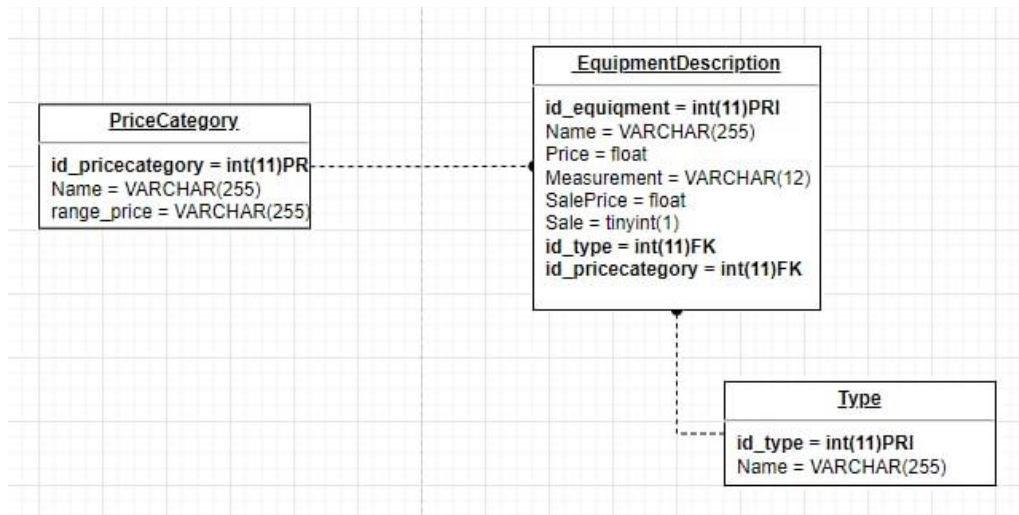 PriceCategory
id_pricecategory = int(11)PR
Name = VARCHAR(255)
range_price = VARCHAR(255)
EquipmentDescription
id_equiqment = int(11)PRI
Name = VARCHAR(255)
Price = float
Measurement = VARCHAR(12)
SalePrice = float
Sale = tinyint(1)
id_type = int(11)FK
id_pricecategory = int(11)FK
Type
id_type = int(11)PRI
Name = VARCHAR(255)